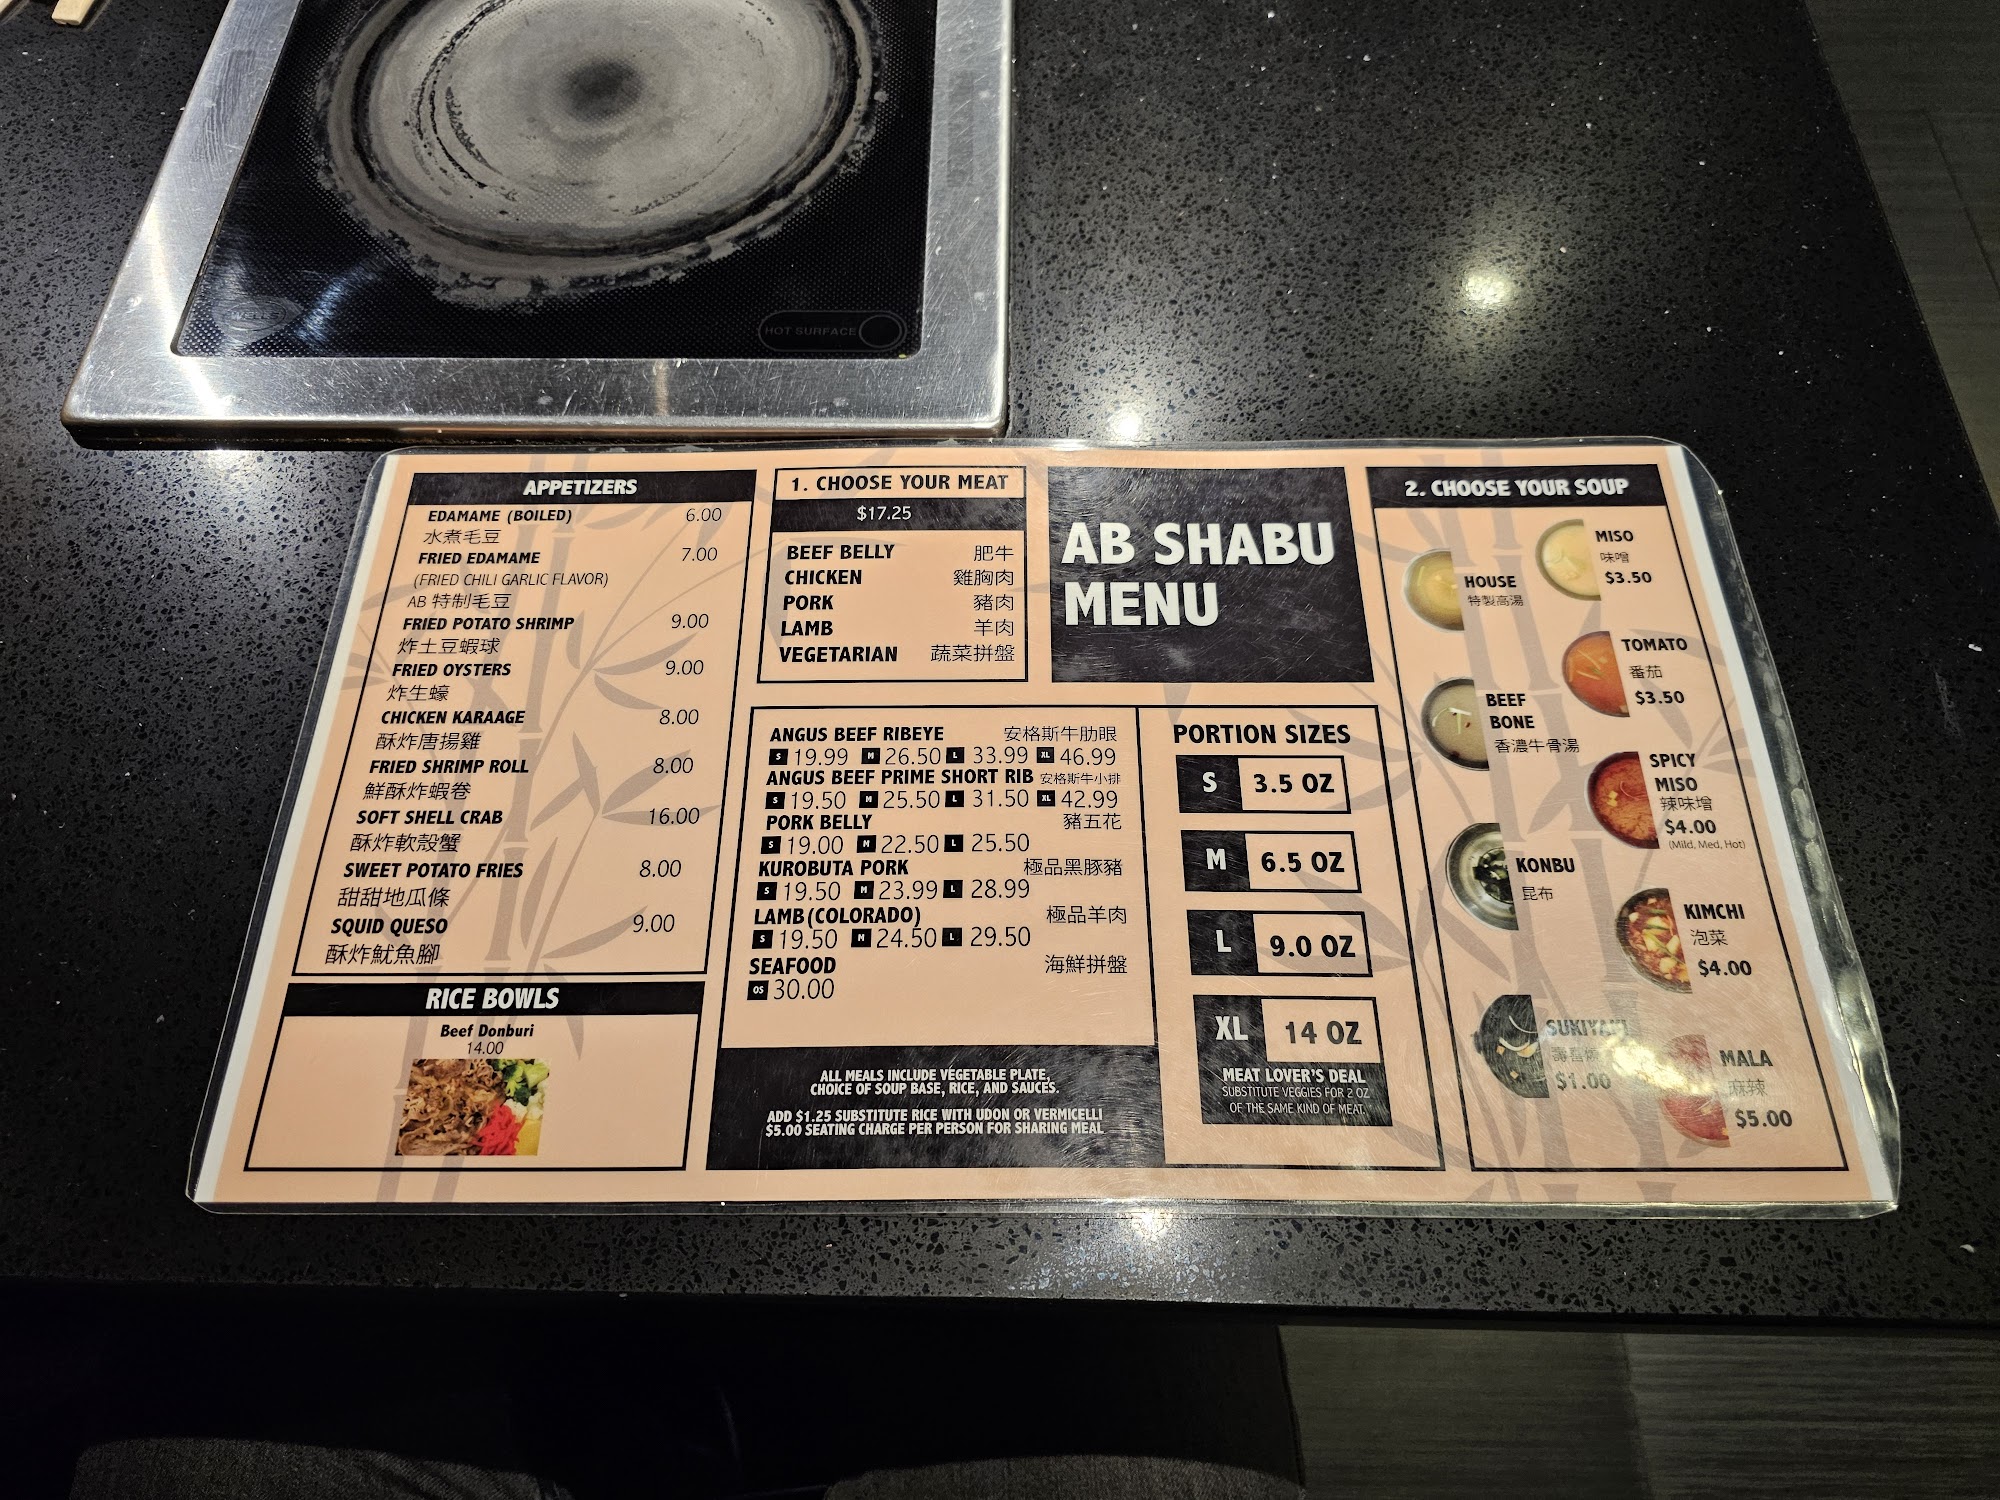 HOT SURFACE
WELLS
APPETIZERS
EDAMAME (BOILED) 6.00
水煮毛豆
FRIED EDAMAME 7.00
(FRIED CHILI GARLIC FLAVOR)
AB 特制毛豆
FRIED POTATO SHRIMP 9.00
炸土豆蝦球
FRIED OYSTERS 9.00
炸生蠔
CHICKEN KARAAGE 8.00
酥炸唐揚雞
FRIED SHRIMP ROLL 8.00
鮮酥炸蝦卷
SOFT SHELL CRAB 16.00
酥炸軟殼蟹
SWEET POTATO FRIES 8.00
甜甜地瓜條
SQUID QUESO 9.00
酥炸魷魚腳
RICE BOWLS
Beef Donburi
14.00
1. CHOOSE YOUR MEAT
$17.25
BEEF BELLY 肥牛
CHICKEN 雞胸肉
PORK 豬肉
LAMB 羊肉
VEGETARIAN 蔬菜拼盤
AB SHABU
MENU
ANGUS BEEF RIBEYE 安格斯牛肋眼
S 19.99 M 26.50 L 33.99 XL 46.99
ANGUS BEEF PRIME SHORT RIB 安格斯牛小排
S 19.50 M 25.50 L 31.50 XL 42.99
PORK BELLY 豬五花
S 19.00 M 22.50 L 25.50
KUROBUTA PORK 極品黑豚豬
S 19.50 M 23.99 L 28.99
LAMB (COLORADO) 極品羊肉
S 19.50 M 24.50 L 29.50
SEAFOOD 海鮮拼盤
OS 30.00
ALL MEALS INCLUDE VEGETABLE PLATE,
CHOICE OF SOUP BASE, RICE, AND SAUCES.
ADD $1.25 SUBSTITUTE RICE WITH UDON OR VERMICELLI
$5.00 SEATING CHARGE PER PERSON FOR SHARING MEAL
PORTION SIZES
S 3.5 OZ
M 6.5 OZ
L 9.0 OZ
XL 14 OZ
MEAT LOVER'S DEAL
SUBSTITUTE VEGGIES FOR 2 OZ
OF THE SAME KIND OF MEAT.
2. CHOOSE YOUR SOUP
HOUSE
特製高湯
BEEF
BONE
香濃牛骨湯
KONBU
昆布
SUKIYAKI
壽喜燒
$1.00
MISO
味噌
$3.50
TOMATO
番茄
$3.50
SPICY
MISO
辣味增
$4.00
(Mild, Med, Hot)
KIMCHI
泡菜
$4.00
MALA
麻辣
$5.00